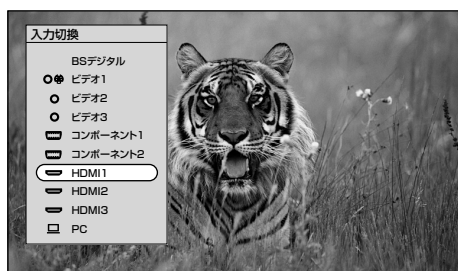 入力切換
BSデジタル
ビデオ1
ビデオ2
ビデオ3
コンポーネント1
コンポーネント2
HDMI1
HDMI2
HDMI3
PC